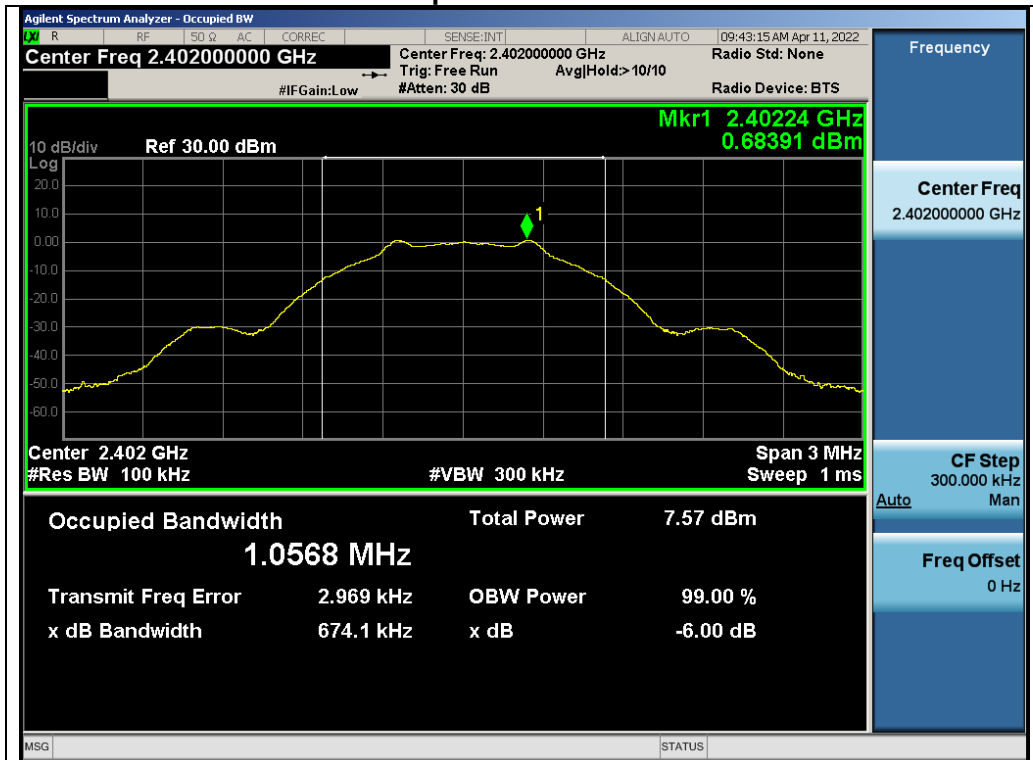 Agilent Spectrum Analyzer - Occupied BW
LXI R RF 50 Ω AC CORREC SENSE:INT ALIGN AUTO 09:43:15 AM Apr 11, 2022
Center Freq 2.402000000 GHz Center Freq: 2.402000000 GHz Radio Std: None
Trig: Free Run Avg|Hold:>10/10
#IFGain:Low #Atten: 30 dB Radio Device: BTS
Frequency
Mkr1 2.40224 GHz
10 dB/div Ref 30.00 dBm 0.68391 dBm
Log
20.0
10.0
0.00
-10.0
-20.0
-30.0
-40.0
-50.0
-60.0
1
Center Freq
2.402000000 GHz
Center 2.402 GHz Span 3 MHz
#Res BW 100 kHz #VBW 300 kHz Sweep 1 ms
CF Step
300.000 kHz
Auto Man
Occupied Bandwidth Total Power 7.57 dBm
1.0568 MHz
Transmit Freq Error 2.969 kHz OBW Power 99.00 %
x dB Bandwidth 674.1 kHz x dB -6.00 dB
Freq Offset
0 Hz
MSG STATUS